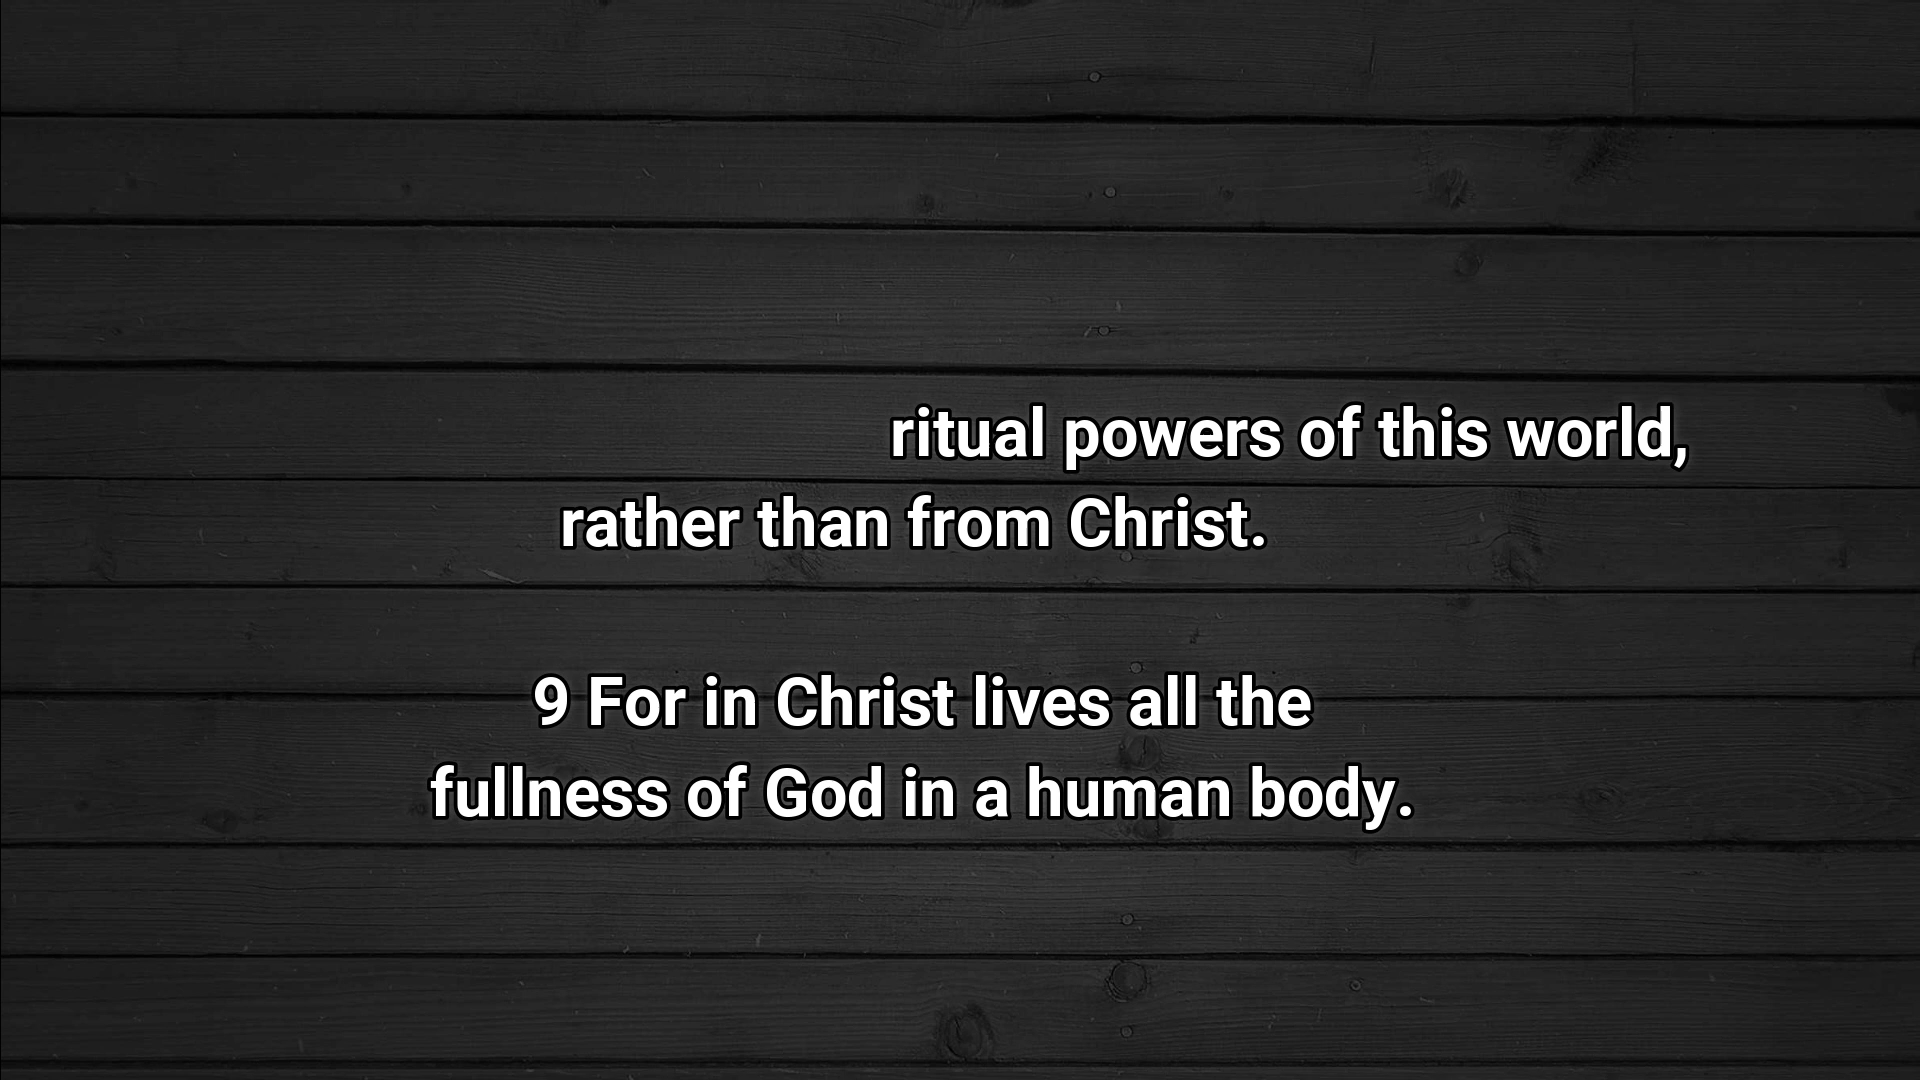 ritual powers of this world,
rather than from Christ.
9 For in Christ lives all the
fullness of God in a human body.